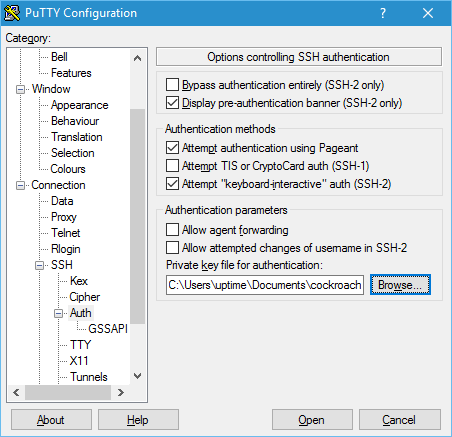 PuTTY Configuration
Category:
Bell
Features
Window
Appearance
Behaviour
Translation
Selection
Colours
Connection
Data
Proxy
Telnet
Rlogin
SSH
Kex
Cipher
Auth
GSSAPI
TTY
X11
Tunnels
Options controlling SSH authentication
Bypass authentication entirely (SSH-2 only)
Display pre-authentication banner (SSH-2 only)
Authentication methods
Attempt authentication using Pageant
Attempt TIS or CryptoCard auth (SSH-1)
Attempt "keyboard-interactive" auth (SSH-2)
Authentication parameters
Allow agent forwarding
Allow attempted changes of username in SSH-2
Private key file for authentication:
C:\Users\uptime\Documents\cockroach
Browse...
About
Help
Open
Cancel